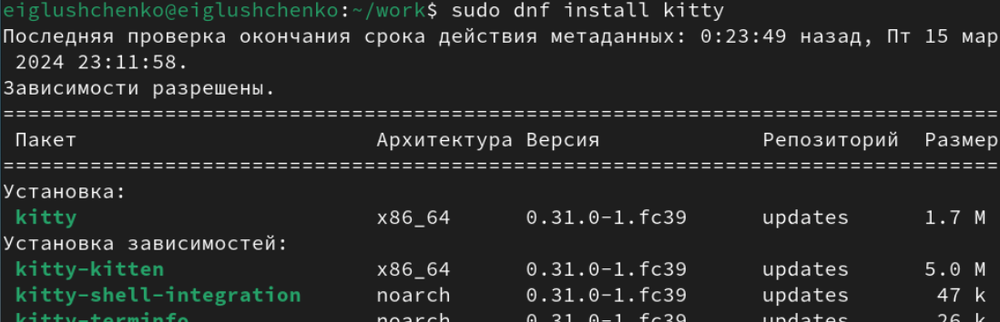 eiglushchenko@eiglushchenko:~/work$ sudo dnf install kitty
Последняя проверка окончания срока действия метаданных: 0:23:49 назад, Пт 15 мар
2024 23:11:58.
Зависимости разрешены.
================================================================================
Пакет Архитектура Версия Репозиторий Размер
================================================================================
Установка:
kitty x86_64 0.31.0-1.fc39 updates 1.7 M
Установка зависимостей:
kitty-kitten x86_64 0.31.0-1.fc39 updates 5.0 M
kitty-shell-integration noarch 0.31.0-1.fc39 updates 47 k
kitty-terminfo noarch 0.31.0-1.fc39 updates 26 k